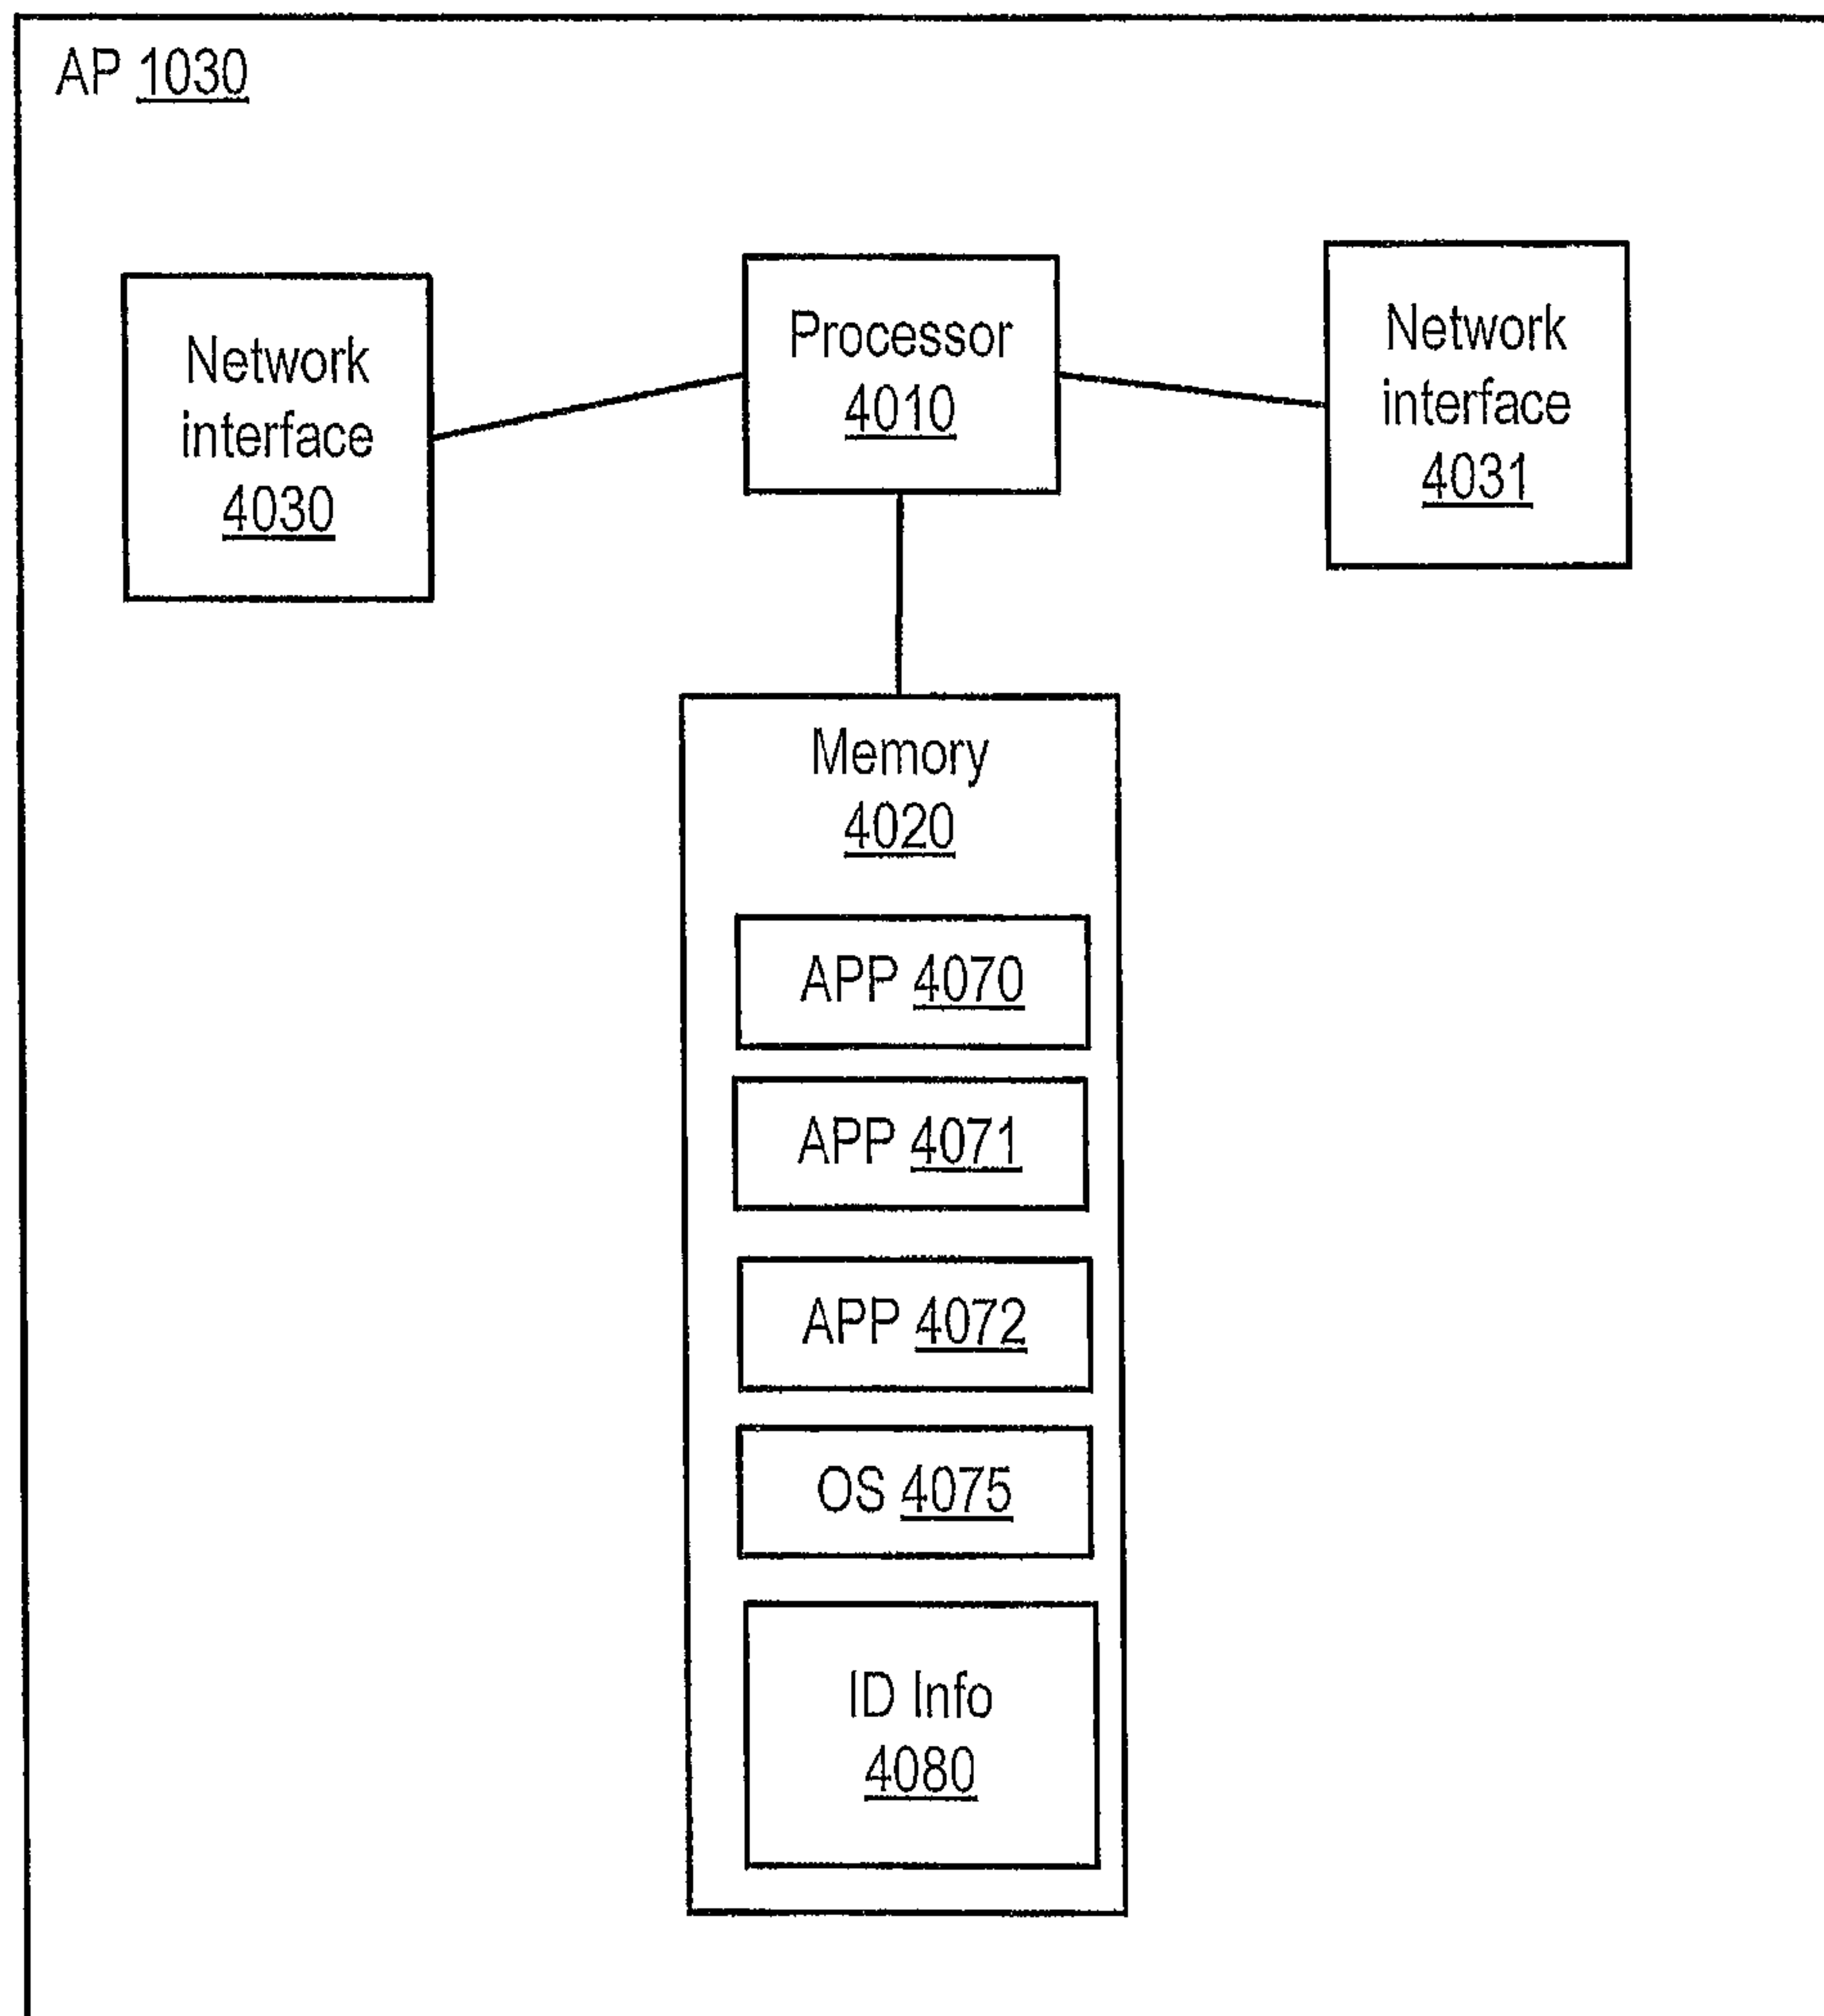 AP 1030
Network
interface
4030
Processor
4010
Network
interface
4031
Memory
4020
APP 4070
APP 4071
APP 4072
OS 4075
ID Info
4080